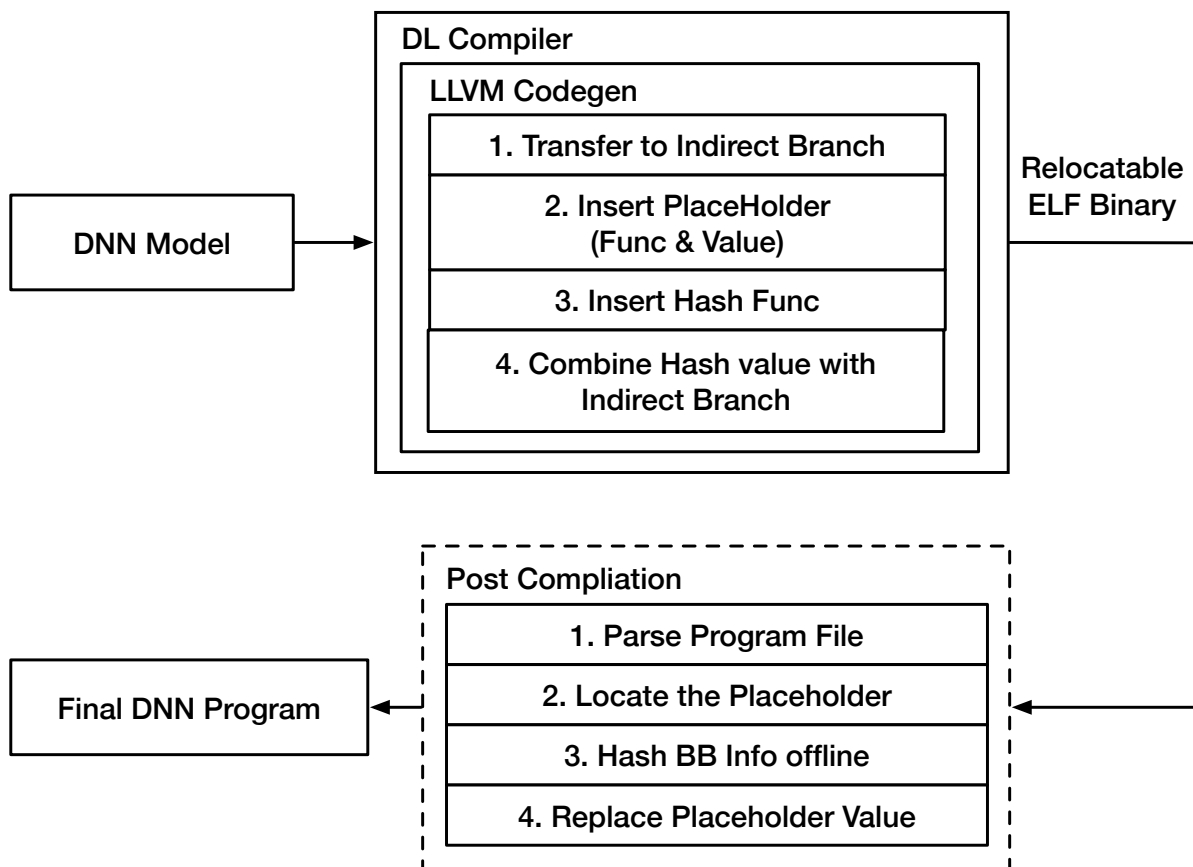 DL Compiler
LLVM Codegen
1. Transfer to Indirect Branch
2. Insert PlaceHolder
(Func & Value)
3. Insert Hash Func
4. Combine Hash value with
Indirect Branch
DNN Model
Relocatable
ELF Binary
Post Compliation
1. Parse Program File
2. Locate the Placeholder
3. Hash BB Info offline
4. Replace Placeholder Value
Final DNN Program